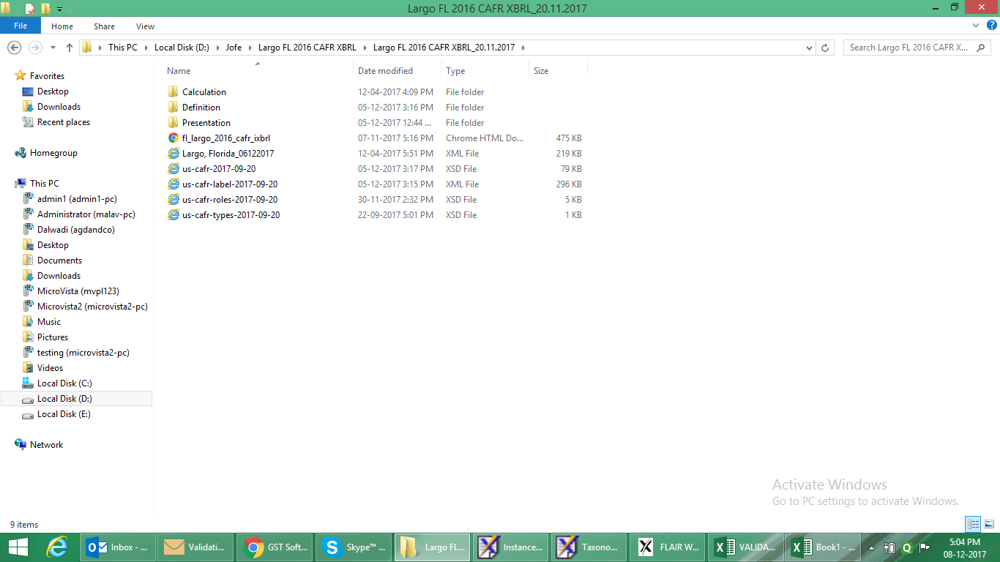 Largo FL 2016 CAFR XBRL_20.11.2017
File Home Share View
This PC Local Disk (D:) Jofe Largo FL 2016 CAFR XBRL Largo FL 2016 CAFR XBRL_20.11.2017
Search Largo FL 2016 CAFR X...
Favorites
Desktop
Downloads
Recent places
Homegroup
This PC
admin1 (admin1-pc)
Administrator (malav-pc)
Dalwadi (agdandco)
Desktop
Documents
Downloads
MicroVista (mvpl123)
Microvista2 (microvista2-pc)
Music
Pictures
testing (microvista2-pc)
Videos
Local Disk (C:)
Local Disk (D:)
Local Disk (E:)
Network
Name Date modified Type Size
Calculation 12-04-2017 4:09 PM File folder
Definition 05-12-2017 3:16 PM File folder
Presentation 05-12-2017 12:44 ... File folder
fl_largo_2016_cafr_ixbrl 07-11-2017 5:16 PM Chrome HTML Do... 475 KB
Largo, Florida_06122017 12-04-2017 5:51 PM XML File 219 KB
us-cafr-2017-09-20 05-12-2017 3:17 PM XSD File 79 KB
us-cafr-label-2017-09-20 05-12-2017 3:15 PM XML File 296 KB
us-cafr-roles-2017-09-20 30-11-2017 2:32 PM XSD File 5 KB
us-cafr-types-2017-09-20 22-09-2017 5:01 PM XSD File 1 KB
Activate Windows
Go to PC settings to activate Windows.
9 items
Inbox - ... Validati... GST Soft... Skype™ ... Largo FL... Instance... Taxono... FLAIR W... VALIDA... Book1 - ...
5:04 PM
08-12-2017